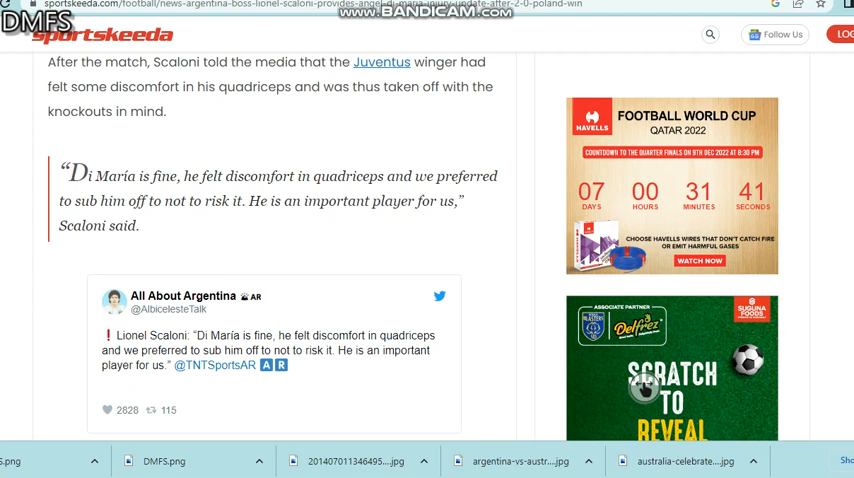 sportskeeda.com/football/news-argentina-boss-lionel-scaloni-provides-angel-di-maria-injury-update-after-2-0-poland-win
WWW.BANDICAM.COM
DMFS
sportskeeda
Follow Us
LOG
After the match, Scaloni told the media that the Juventus winger had
felt some discomfort in his quadriceps and was thus taken off with the
knockouts in mind.
“Di María is fine, he felt discomfort in quadriceps and we preferred
to sub him off to not to risk it. He is an important player for us,”
Scaloni said.
All About Argentina AR
@AlbicelesteTalk
❗ Lionel Scaloni: “Di María is fine, he felt discomfort in quadriceps
and we preferred to sub him off to not to risk it. He is an important
player for us.” @TNTSportsAR 🇦🇷
2828 115
HAVELLS
FOOTBALL WORLD CUP
QATAR 2022
COUNTDOWN TO THE QUARTER FINALS ON 9TH DEC 2022 AT 8:30 PM
07 00 31 41
DAYS HOURS MINUTES SECONDS
CHOOSE HAVELLS WIRES THAT DON'T CATCH FIRE
OR EMIT HARMFUL GASES
WATCH NOW
ASSOCIATE PARTNER
BLASTERS
Delfrez
SUGUNA
FOODS
SCRATCH
TO
REVEAL
S.png
DMFS.png
201407011346495....jpg
argentina-vs-austr....jpg
australia-celebrate....jpg
Sho